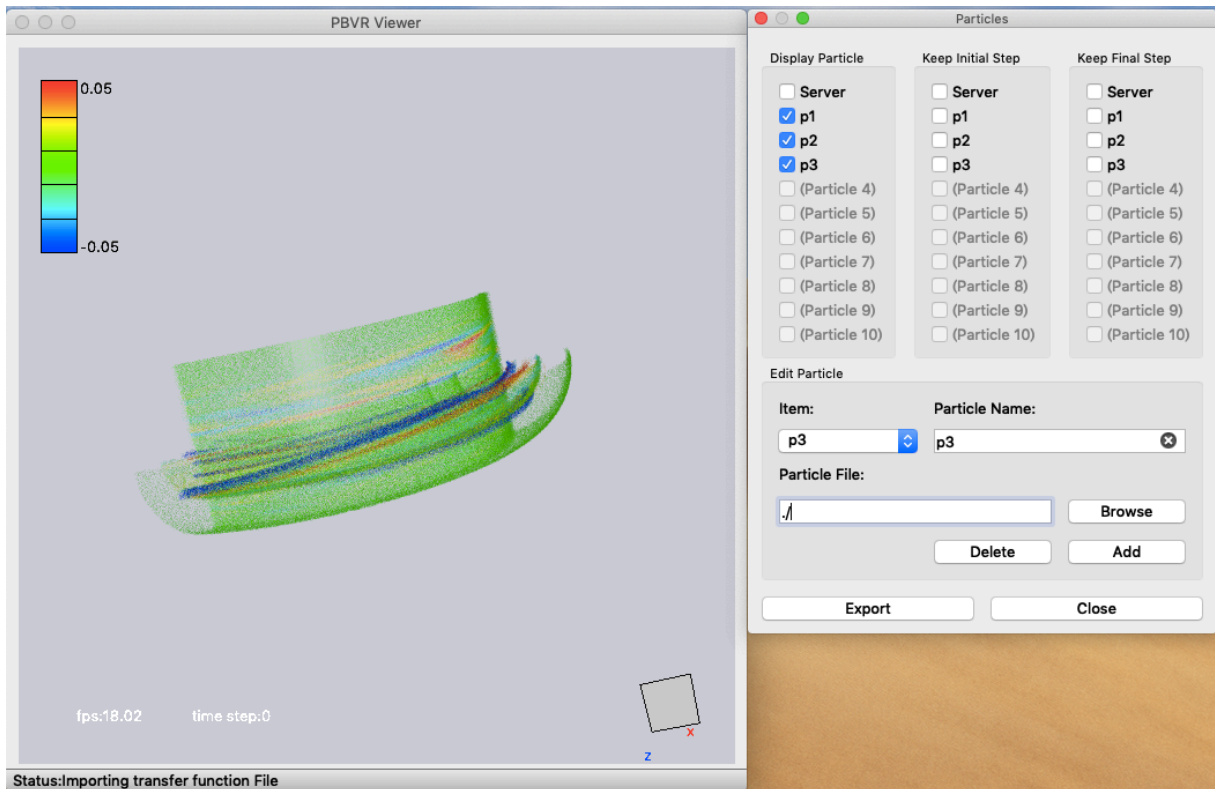 PBVR Viewer
0.05
-0.05
fps:18.02 time step:0
x
z
Status:Importing transfer function File
Particles
Display Particle
Server
p1
p2
p3
(Particle 4)
(Particle 5)
(Particle 6)
(Particle 7)
(Particle 8)
(Particle 9)
(Particle 10)
Keep Initial Step
Server
p1
p2
p3
(Particle 4)
(Particle 5)
(Particle 6)
(Particle 7)
(Particle 8)
(Particle 9)
(Particle 10)
Keep Final Step
Server
p1
p2
p3
(Particle 4)
(Particle 5)
(Particle 6)
(Particle 7)
(Particle 8)
(Particle 9)
(Particle 10)
Edit Particle
Item: Particle Name:
p3 p3
Particle File:
./ Browse
Delete Add
Export Close